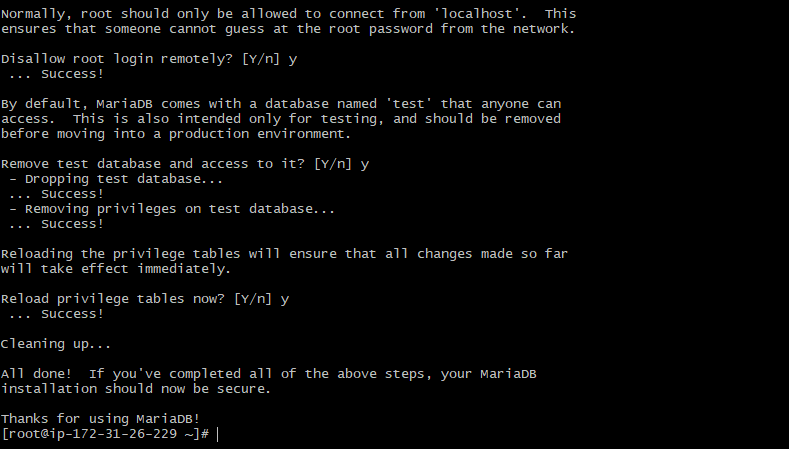 Normally, root should only be allowed to connect from 'localhost'.  This
ensures that someone cannot guess at the root password from the network.
Disallow root login remotely? [Y/n] y
 ... Success!
By default, MariaDB comes with a database named 'test' that anyone can
access.  This is also intended only for testing, and should be removed
before moving into a production environment.
Remove test database and access to it? [Y/n] y
 - Dropping test database...
 ... Success!
 - Removing privileges on test database...
 ... Success!
Reloading the privilege tables will ensure that all changes made so far
will take effect immediately.
Reload privilege tables now? [Y/n] y
 ... Success!
Cleaning up...
All done!  If you've completed all of the above steps, your MariaDB
installation should now be secure.
Thanks for using MariaDB!
[root@ip-172-31-26-229 ~]#